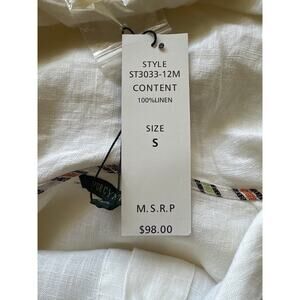 STYLE
ST3033-12M
CONTENT
100%LINEN
SIZE
S
M.S.R.P
$98.00